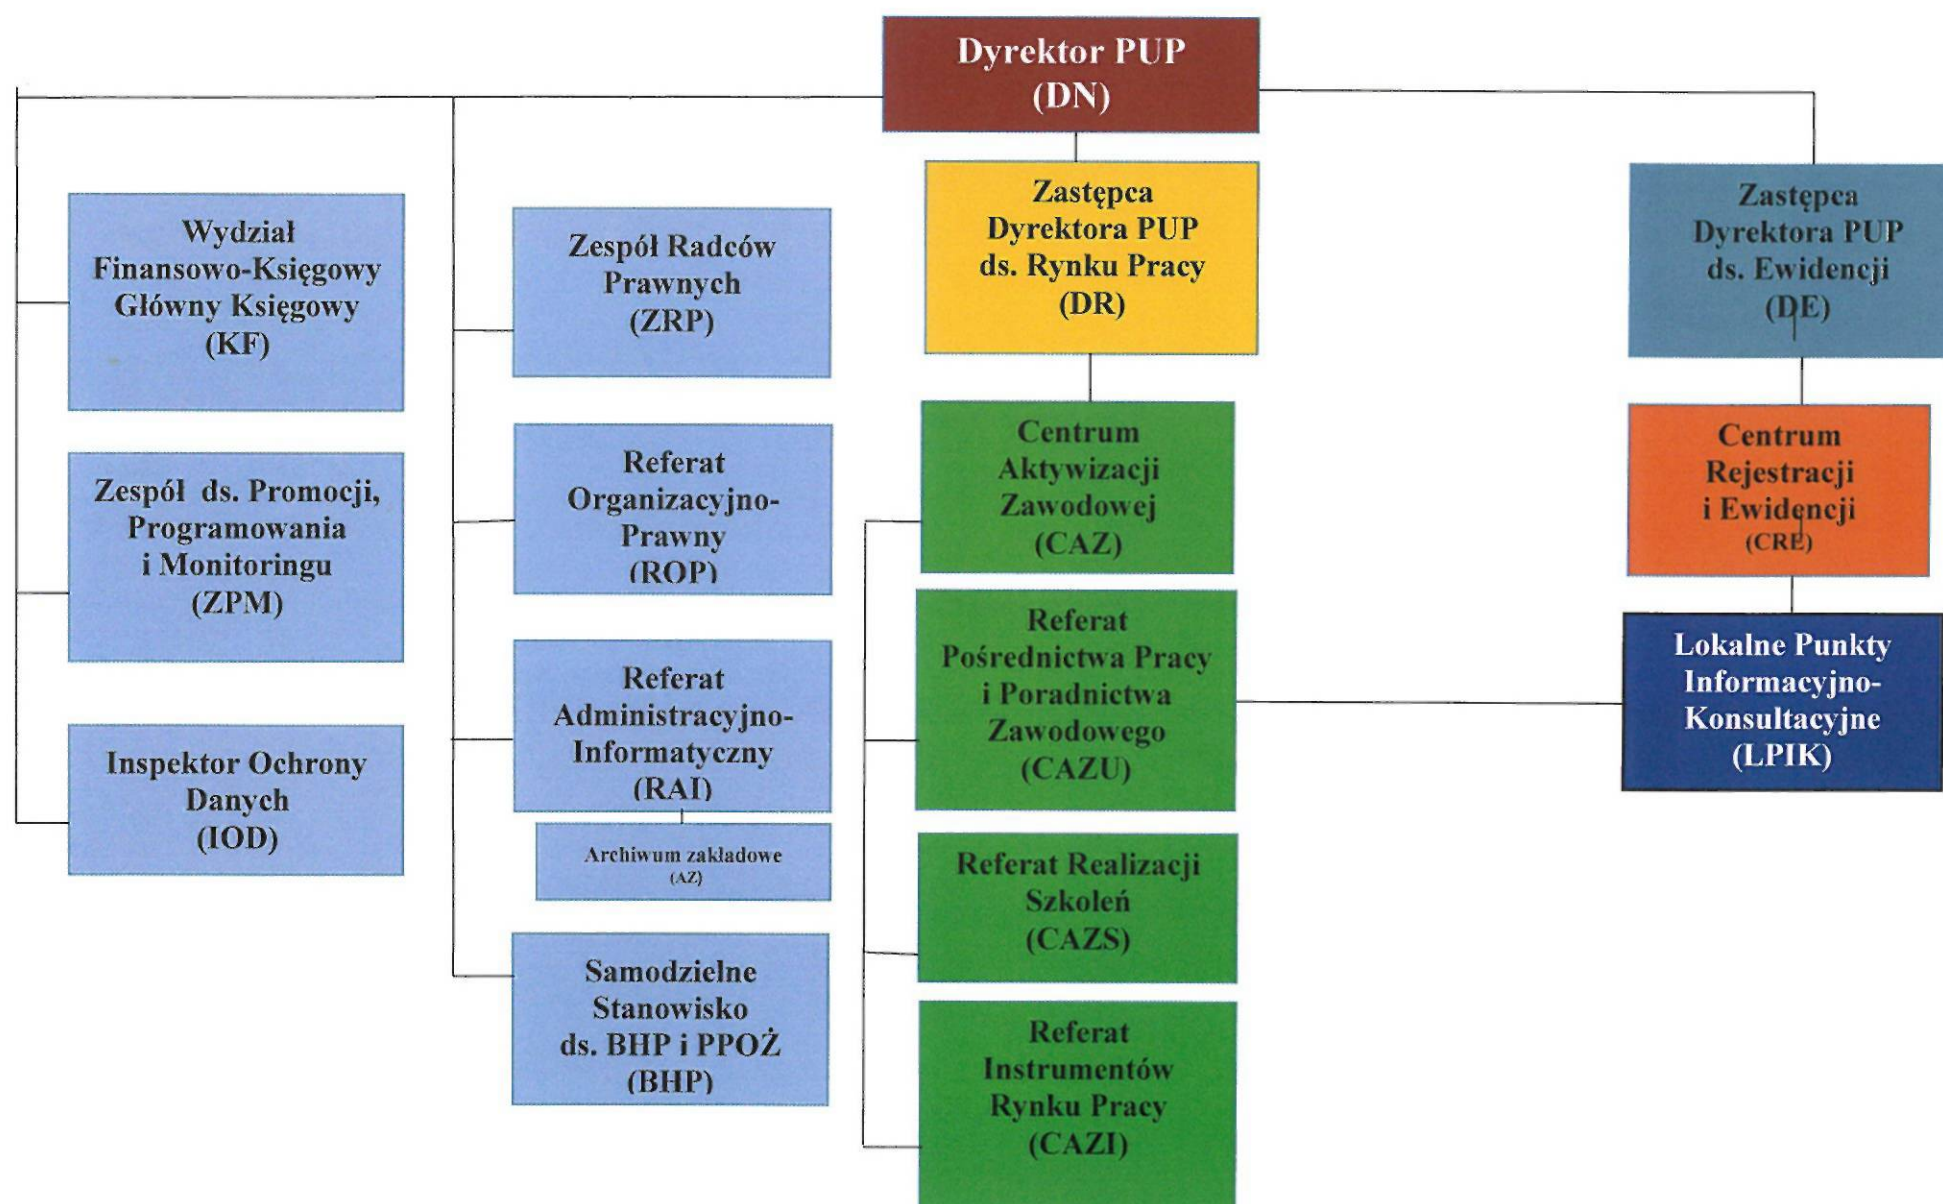 Dyrektor PUP
(DN)
Wydział
Finansowo-Księgowy
Główny Księgowy
(KF)
Zespół ds. Promocji,
Programowania
i Monitoringu
(ZPM)
Inspektor Ochrony
Danych
(IOD)
Zespół Radców
Prawnych
(ZRP)
Referat
Organizacyjno-
Prawny
(ROP)
Referat
Administracyjno-
Informatyczny
(RAI)
Archiwum zakładowe
(AZ)
Samodzielne
Stanowisko
ds. BHP i PPOŻ
(BHP)
Zastępca
Dyrektora PUP
ds. Rynku Pracy
(DR)
Centrum
Aktywizacji
Zawodowej
(CAZ)
Referat
Pośrednictwa Pracy
i Poradnictwa
Zawodowego
(CAZU)
Referat Realizacji
Szkoleń
(CAZS)
Referat
Instrumentów
Rynku Pracy
(CAZI)
Zastępca
Dyrektora PUP
ds. Ewidencji
(DE)
Centrum
Rejestracji
i Ewidencji
(CRE)
Lokalne Punkty
Informacyjno-
Konsultacyjne
(LPIK)